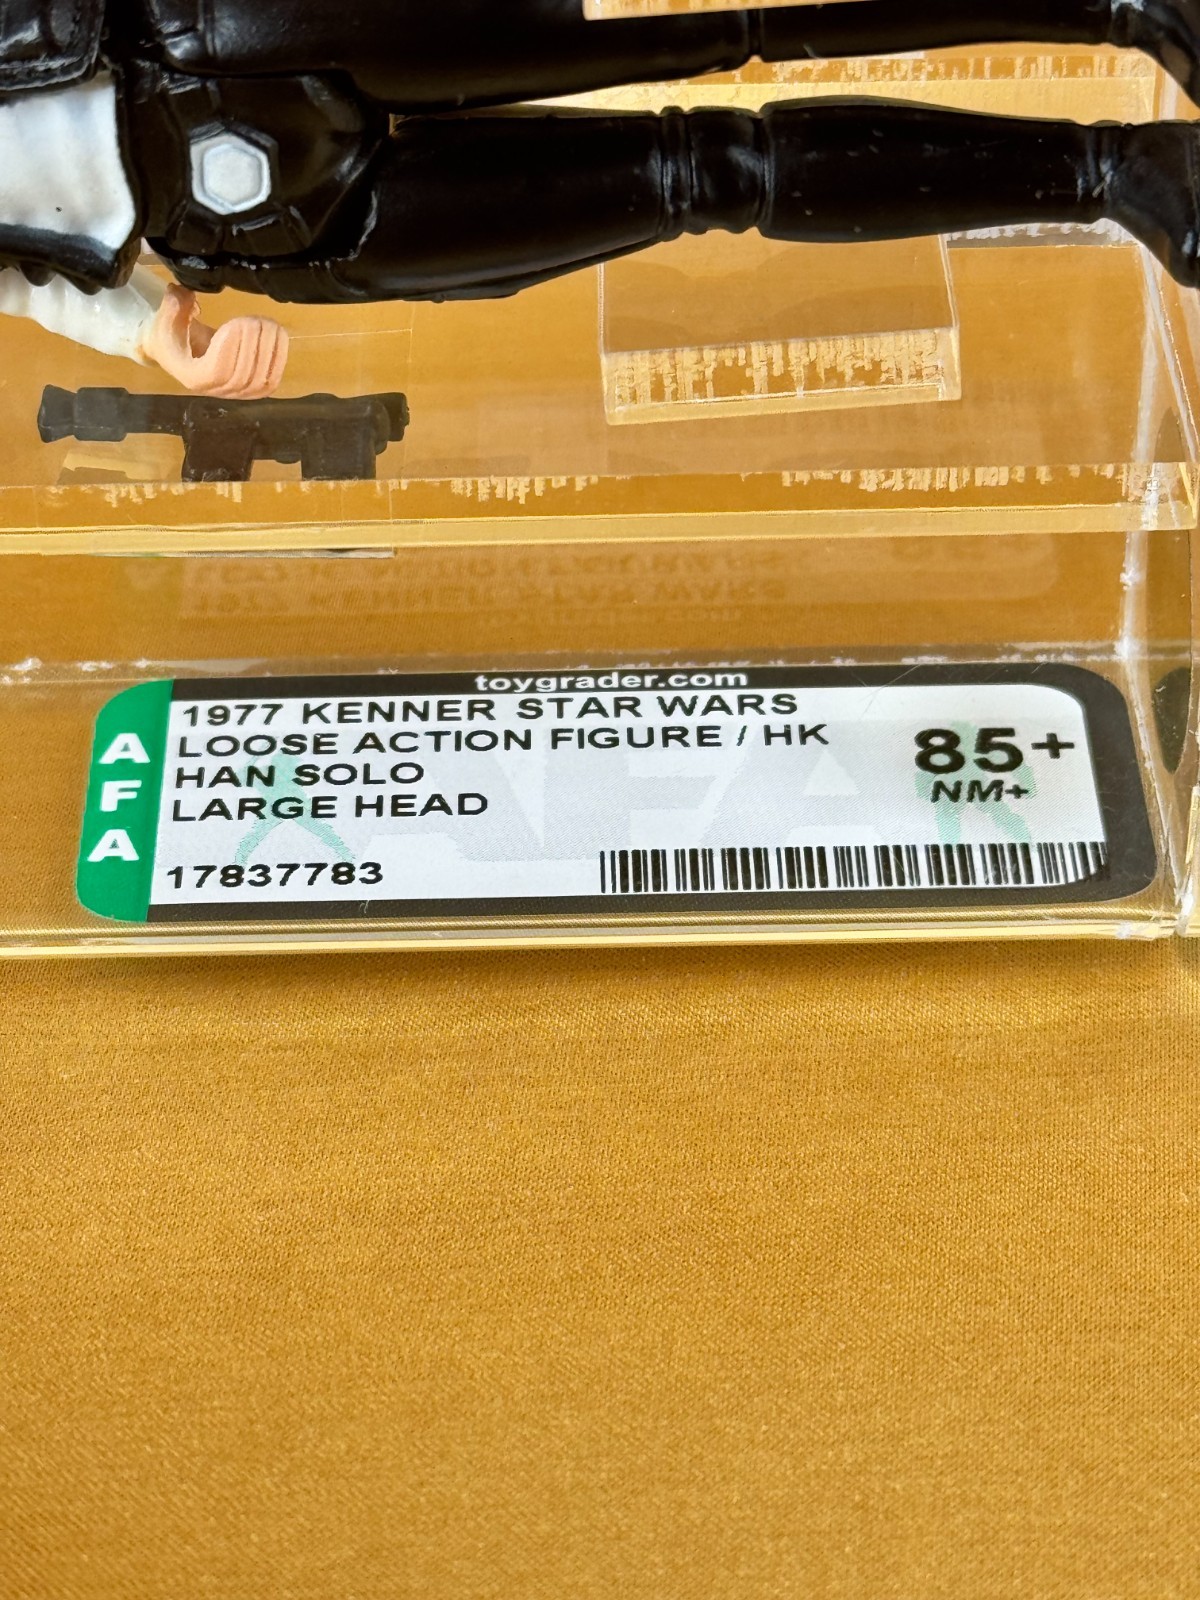 toygrader.com
AFA
1977 KENNER STAR WARS
LOOSE ACTION FIGURE / HK
HAN SOLO
LARGE HEAD
85+
NM+
17837783